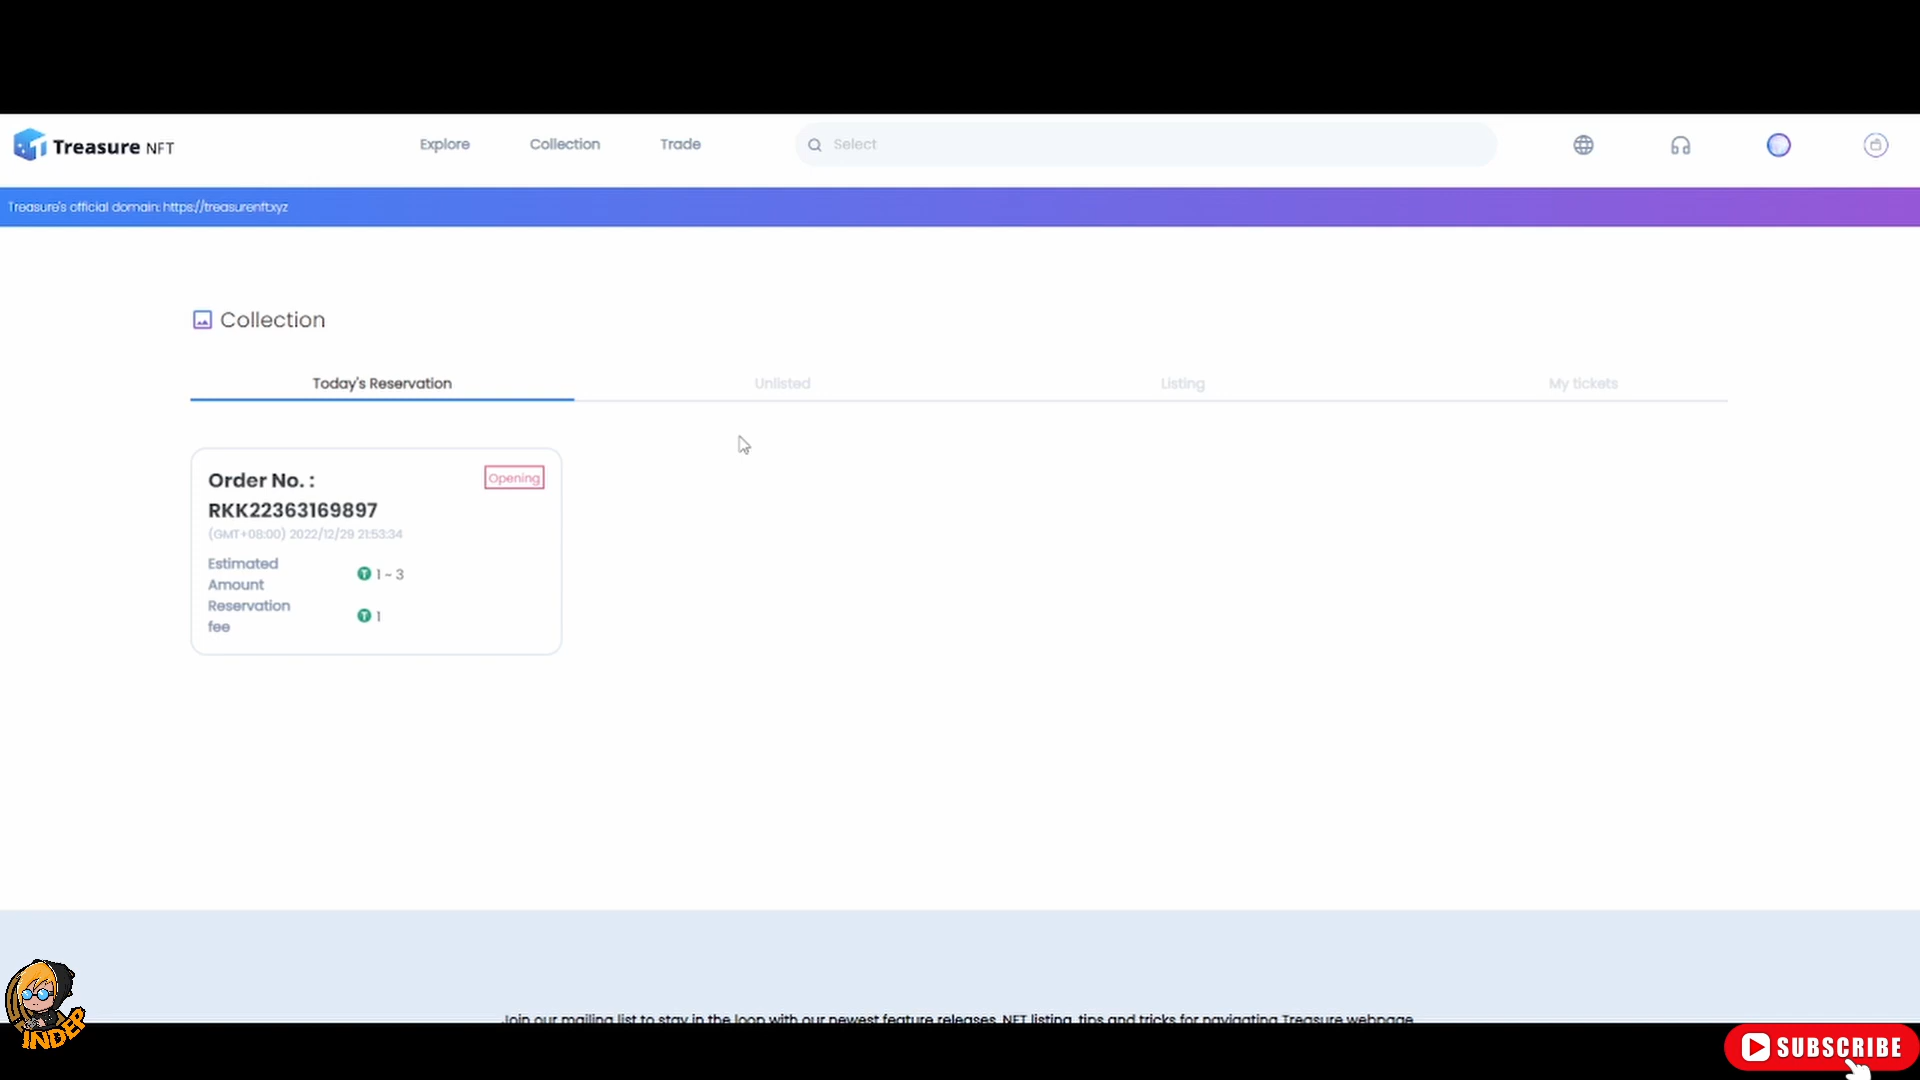 Treasure NFT
Explore
Collection
Trade
Select
Treasure's official domain: https://treasurenft.xyz
Collection
Today's Reservation
Unlisted
Listing
My tickets
Order No. :
Opening
RKK22363169897
(GMT+08:00) 2022/12/29 21:53:34
Estimated
Amount
1 - 3
Reservation
fee
1
Join our mailing list to stay in the loop with our newest feature releases, NFT listing, tips and tricks for navigating Treasure webpage
INDEP
SUBSCRIBE